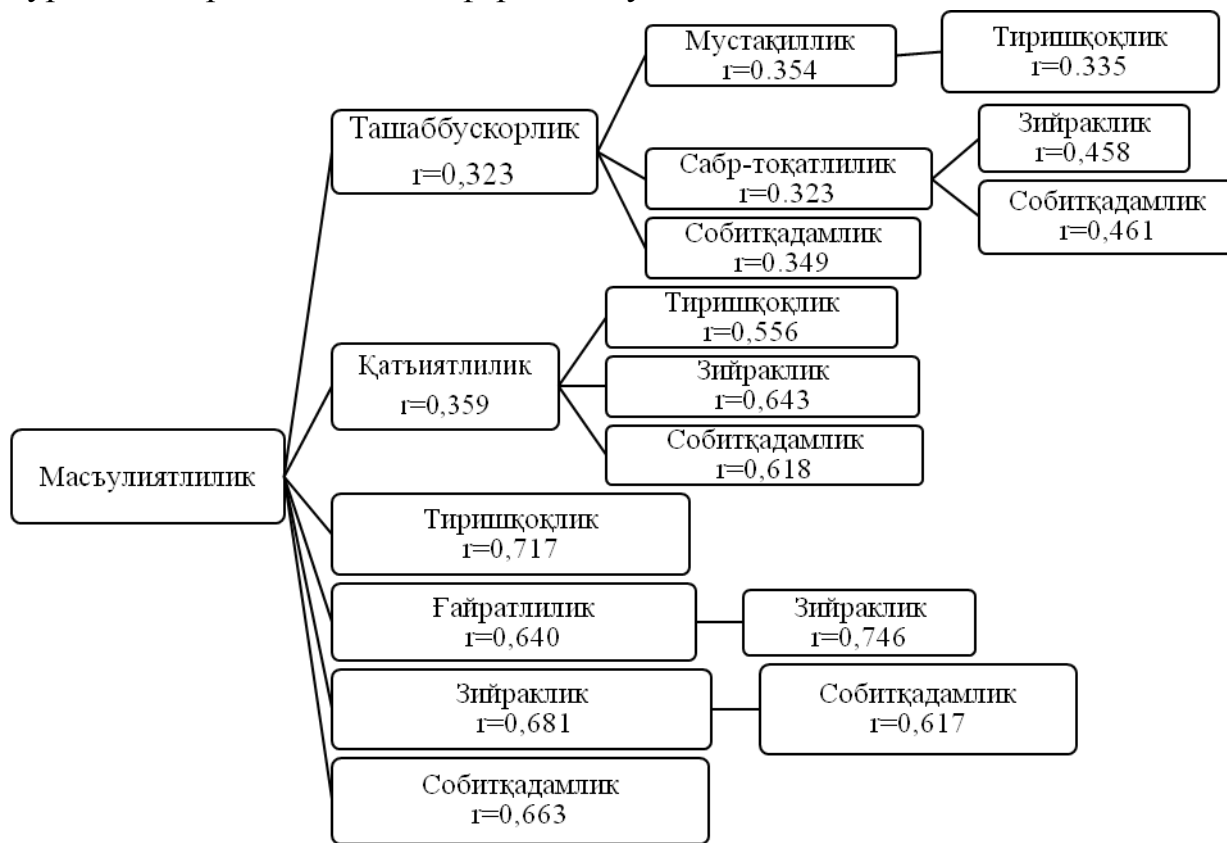 Мустақиллик
r=0.354
Тиришқоқлик
r=0.335
Ташаббускорлик
r=0,323
Зийраклик
r=0,458
Сабр-тоқатлилик
r=0.323
Собитқадамлик
r=0,461
Собитқадамлик
r=0.349
Тиришқоқлик
r=0,556
Қатъиятлилик
r=0,359
Зийраклик
r=0,643
Собитқадамлик
r=0,618
Масъулиятлилик
Тиришқоқлик
r=0,717
Ғайратлилик
r=0,640
Зийраклик
r=0,746
Зийраклик
r=0,681
Собитқадамлик
r=0,617
Собитқадамлик
r=0,663